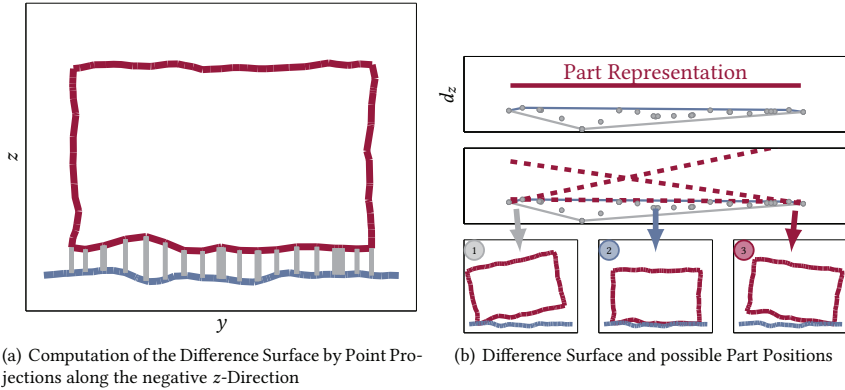 z
y
(a) Computation of the Difference Surface by Point Pro-
jections along the negative z-Direction
Part Representation
d_z
1
2
3
(b) Difference Surface and possible Part Positions